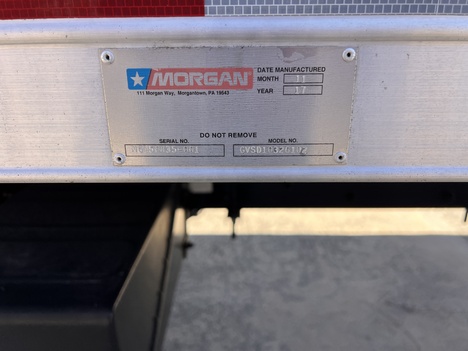 MORGAN
DATE MANUFACTURED
MONTH 11
YEAR 17
111 Morgan Way, Morgantown, PA 19543
DO NOT REMOVE
SERIAL NO.
MODEL NO.